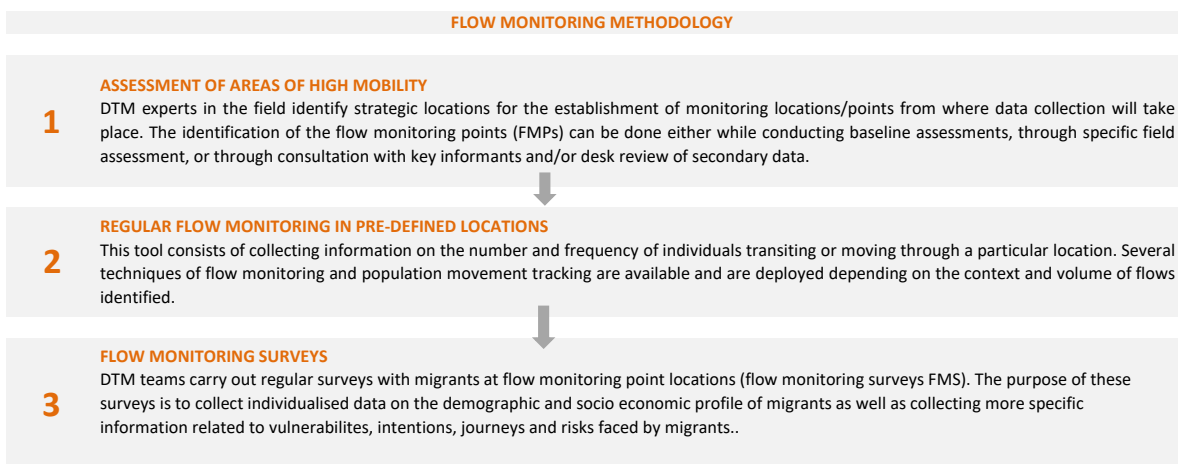 FLOW MONITORING METHODOLOGY
1
ASSESSMENT OF AREAS OF HIGH MOBILITY
DTM experts in the field identify strategic locations for the establishment of monitoring locations/points from where data collection will take
place. The identification of the flow monitoring points (FMPs) can be done either while conducting baseline assessments, through specific field
assessment, or through consultation with key informants and/or desk review of secondary data.
2
REGULAR FLOW MONITORING IN PRE-DEFINED LOCATIONS
This tool consists of collecting information on the number and frequency of individuals transiting or moving through a particular location. Several
techniques of flow monitoring and population movement tracking are available and are deployed depending on the context and volume of flows
identified.
3
FLOW MONITORING SURVEYS
DTM teams carry out regular surveys with migrants at flow monitoring point locations (flow monitoring surveys FMS). The purpose of these
surveys is to collect individualised data on the demographic and socio economic profile of migrants as well as collecting more specific
information related to vulnerabilites, intentions, journeys and risks faced by migrants..